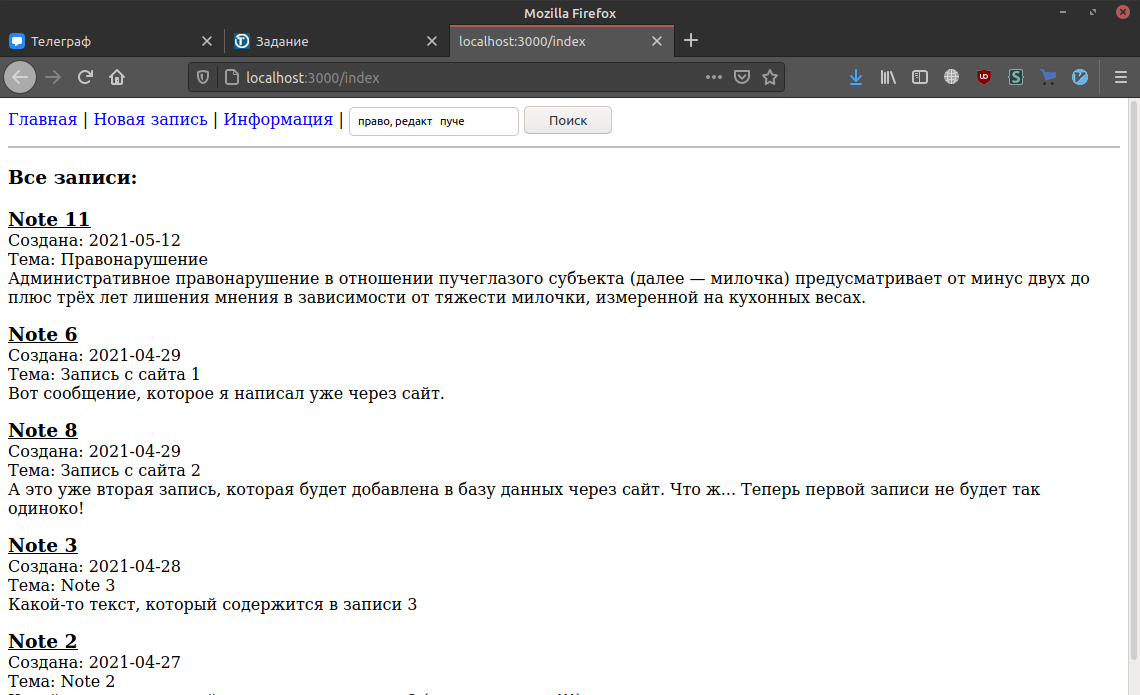 Mozilla Firefox
Телеграф
Задание
localhost:3000/index
localhost:3000/index
Главная | Новая запись | Информация | право, редакт пуче Поиск
Все записи:
Note 11
Создана: 2021-05-12
Тема: Правонарушение
Административное правонарушение в отношении пучеглазого субъекта (далее — милочка) предусматривает от минус двух до
плюс трёх лет лишения мнения в зависимости от тяжести милочки, измеренной на кухонных весах.
Note 6
Создана: 2021-04-29
Тема: Запись с сайта 1
Вот сообщение, которое я написал уже через сайт.
Note 8
Создана: 2021-04-29
Тема: Запись с сайта 2
А это уже вторая запись, которая будет добавлена в базу данных через сайт. Что ж... Теперь первой записи не будет так
одиноко!
Note 3
Создана: 2021-04-28
Тема: Note 3
Какой-то текст, который содержится в записи 3
Note 2
Создана: 2021-04-27
Тема: Note 2